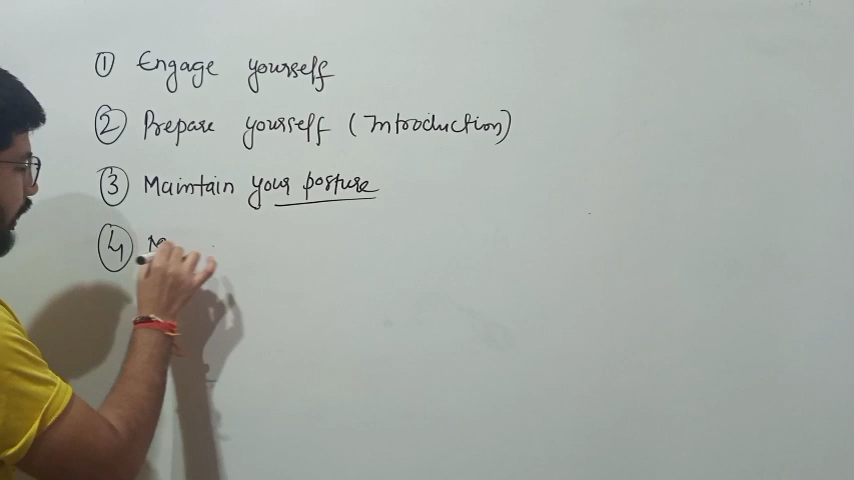 ① Engage yourself
② Prepare yourself (Introduction)
③ Maintain your posture
④